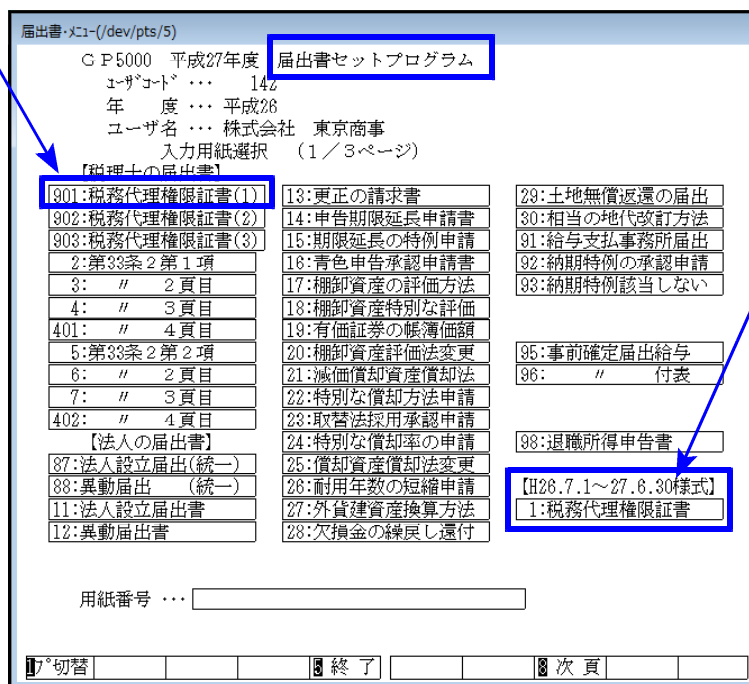 届出書・ﾒﾆｭｰ(/dev/pts/5)
ＧＰ5000 平成27年度 届出書セットプログラム
ﾕｰｻﾞｺｰﾄﾞ ･･･ 142
年 度 ･･･ 平成26
ユーザ名 ･･･ 株式会社 東京商事
入力用紙選択 （１／３ページ）
【税理士の届出書】
901:税務代理権限証書(1) 13:更正の請求書 29:土地無償返還の届出
902:税務代理権限証書(2) 14:申告期限延長申請書 30:相当の地代改訂方法
903:税務代理権限証書(3) 15:期限延長の特例申請 91:給与支払事務所届出
2:第33条２第１項 16:青色申告承認申請書 92:納期特例の承認申請
3: 〃 ２頁目 17:棚卸資産の評価方法 93:納期特例該当しない
4: 〃 ３頁目 18:棚卸資産特別な評価
401: 〃 ４頁目 19:有価証券の帳簿価額
5:第33条２第２項 20:棚卸資産評価法変更 95:事前確定届出給与
6: 〃 ２頁目 21:減価償却資産償却法 96: 〃 付表
7: 〃 ３頁目 22:特別な償却方法申請
402: 〃 ４頁目 23:取替法採用承認申請
【法人の届出書】 24:特別な償却率の申請 98:退職所得申告書
87:法人設立届出(統一) 25:償却資産償却法変更
88:異動届出 (統一) 26:耐用年数の短縮申請 【H26.7.1～27.6.30様式】
11:法人設立届出書 27:外貨建資産換算方法 1:税務代理権限証書
12:異動届出書 28:欠損金の繰戻し還付
用紙番号 ･･･
1ﾌﾟ切替 5 終 了 8 次 頁